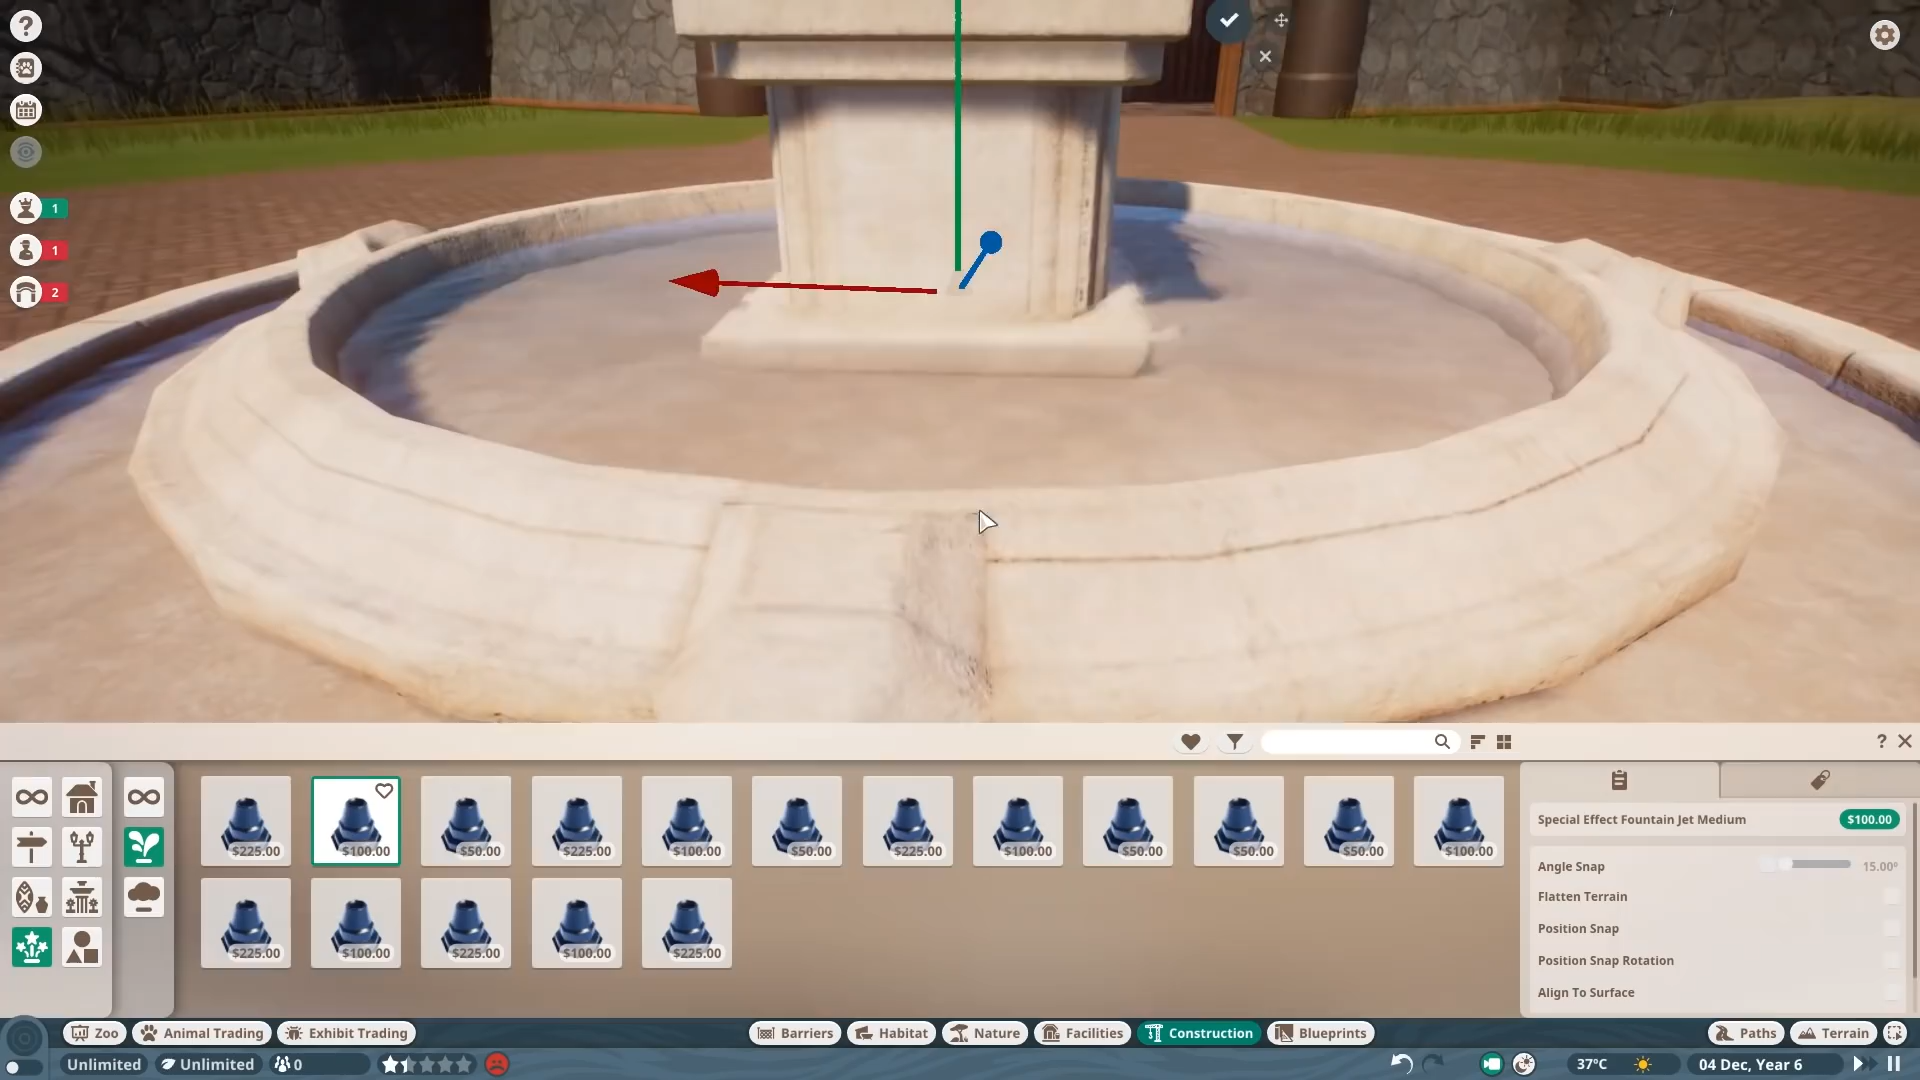 ?
1
1
2
? ×
$225.00 $100.00 $50.00 $225.00 $100.00 $50.00 $225.00 $100.00 $50.00 $50.00 $50.00 $100.00
$225.00 $100.00 $225.00 $100.00 $225.00
Special Effect Fountain Jet Medium $100.00
Angle Snap 15.00°
Flatten Terrain
Position Snap
Position Snap Rotation
Align To Surface
Zoo Animal Trading Exhibit Trading Barriers Habitat Nature Facilities Construction Blueprints Paths Terrain
Unlimited Unlimited 0 37°C 04 Dec, Year 6